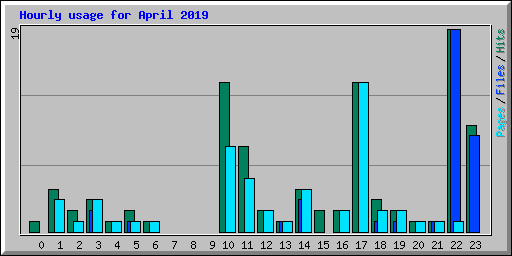 Hourly usage for April 2019
19
Pages/Files/Hits
0 1 2 3 4 5 6 7 8 9 10 11 12 13 14 15 16 17 18 19 20 21 22 23